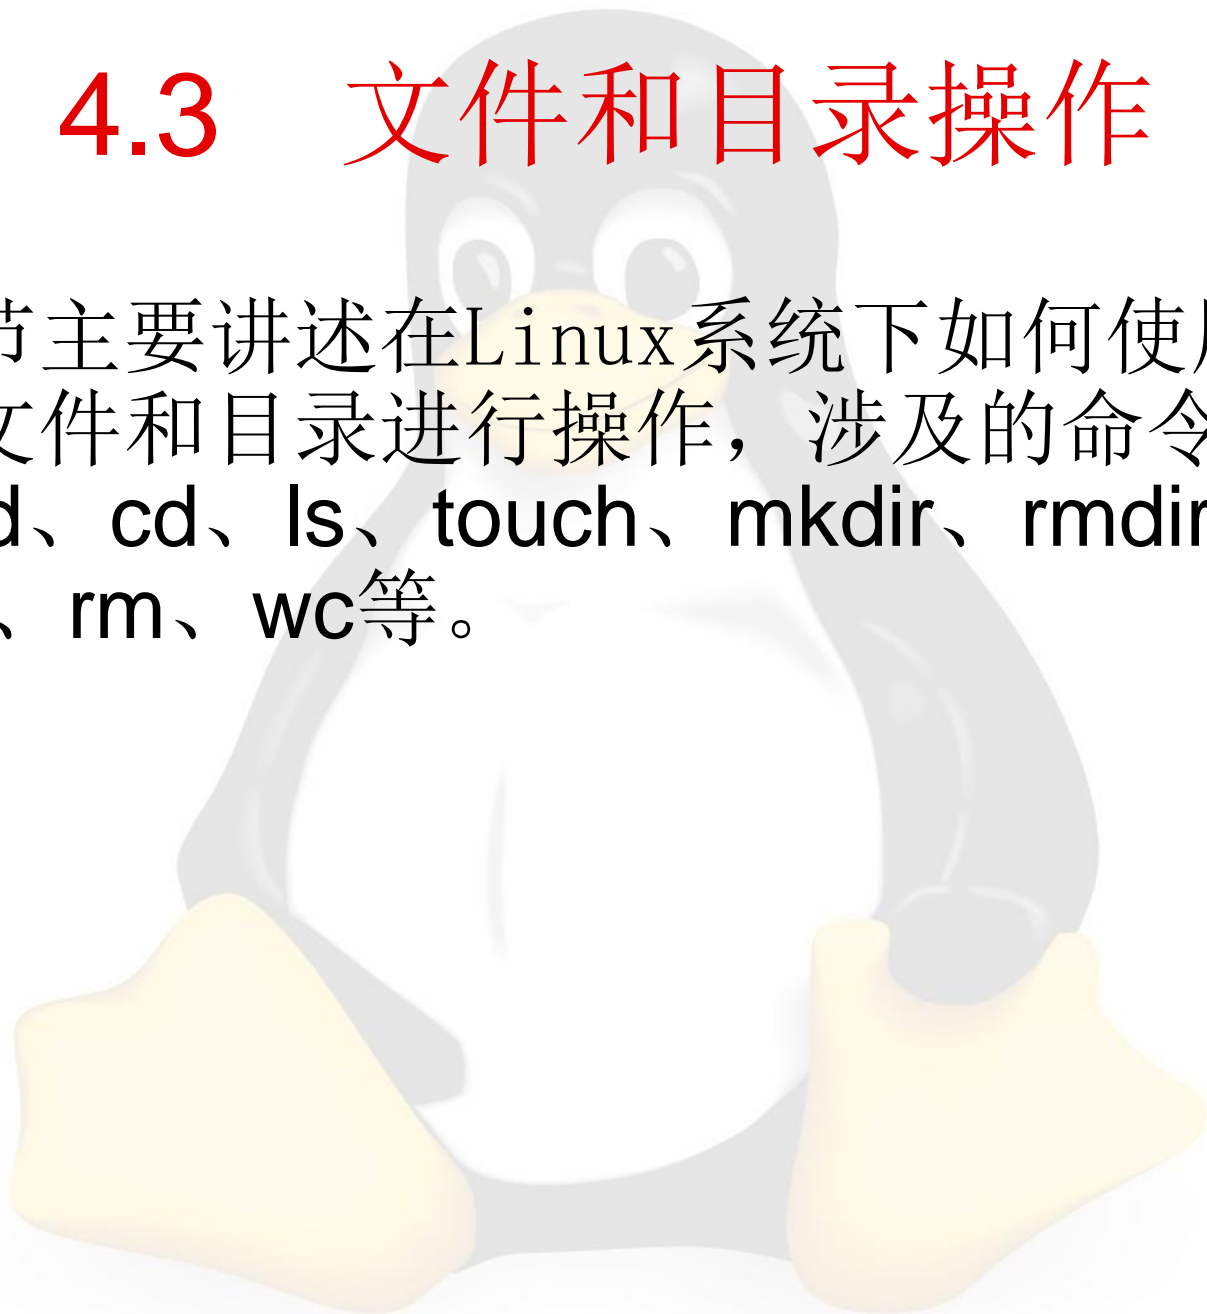 4.3 文件和目录操作
节主要讲述在Linux系统下如何使
文件和目录进行操作，涉及的命令
d、cd、ls、touch、mkdir、rmdir
、rm、wc等。